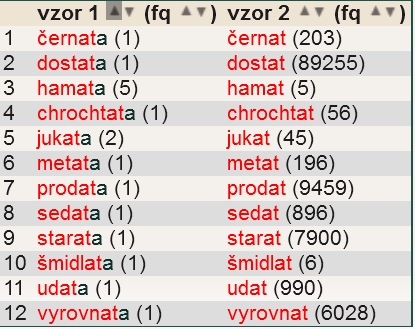 vzor 1 ▲▼ (fq ▲▼) vzor 2 ▲▼ (fq ▲▼)
1 černata (1) černat (203)
2 dostata (1) dostat (89255)
3 hamata (5) hamat (5)
4 chrochtata (1) chrochtat (56)
5 jukata (2) jukat (45)
6 metata (1) metat (196)
7 prodata (1) prodat (9459)
8 sedata (1) sedat (896)
9 starata (1) starat (7900)
10 šmidlata (1) šmidlat (6)
11 udata (1) udat (990)
12 vyrovnata (1) vyrovnat (6028)